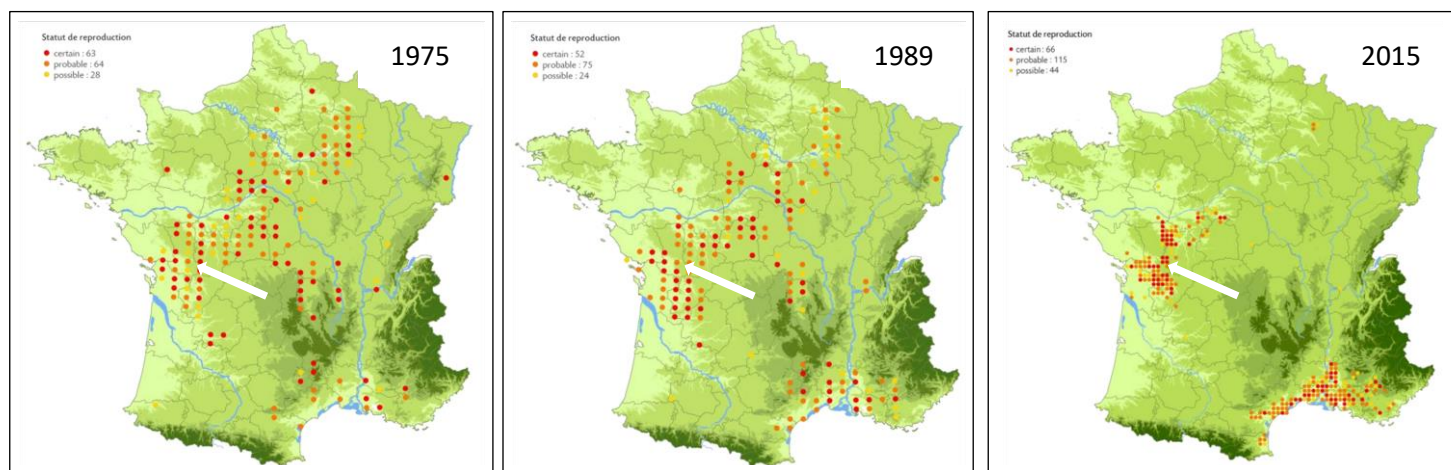 Statut de reproduction
certain : 63
probable : 64
possible : 28
1975
Statut de reproduction
certain : 52
probable : 75
possible : 24
1989
Statut de reproduction
certain : 66
probable : 115
possible : 44
2015